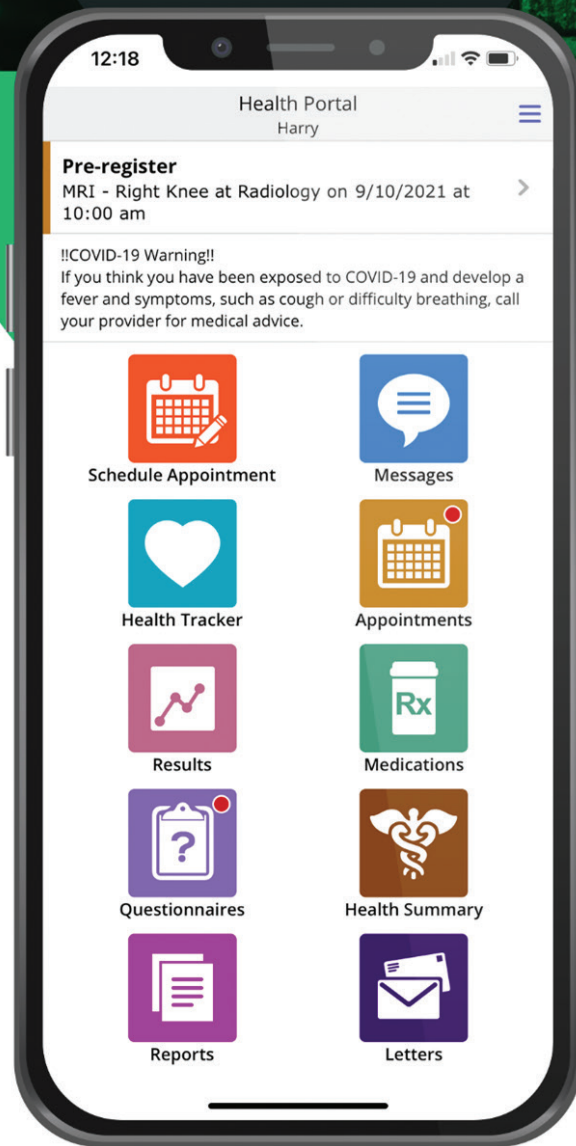 12:18
Health Portal
Harry
Pre-register
MRI - Right Knee at Radiology on 9/10/2021 at
10:00 am
!!COVID-19 Warning!!
If you think you have been exposed to COVID-19 and develop a
fever and symptoms, such as cough or difficulty breathing, call
your provider for medical advice.
Schedule Appointment
Messages
Health Tracker
Appointments
Results
Rx
Medications
?
Questionnaires
Health Summary
Reports
Letters